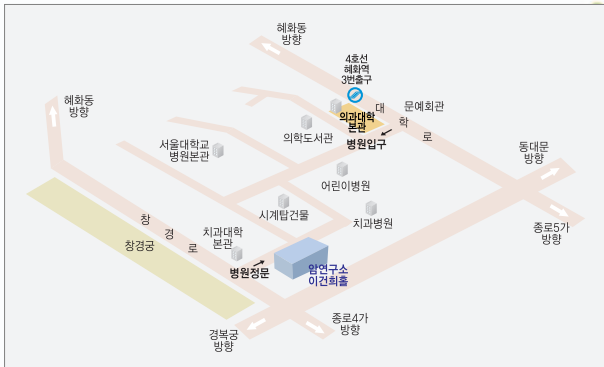 혜화동
방향
4호선
혜화역
3번출구
혜화동
방향
의과대학
본관
대
학
로
문예회관
의학도서관
병원입구
서울대학교
병원본관
동대문
방향
어린이병원
시계탑건물
치과병원
창
경
로
창경궁
치과대학
본관
종로5가
방향
병원정문
암연구소
이건희홀
경복궁
방향
종로4가
방향